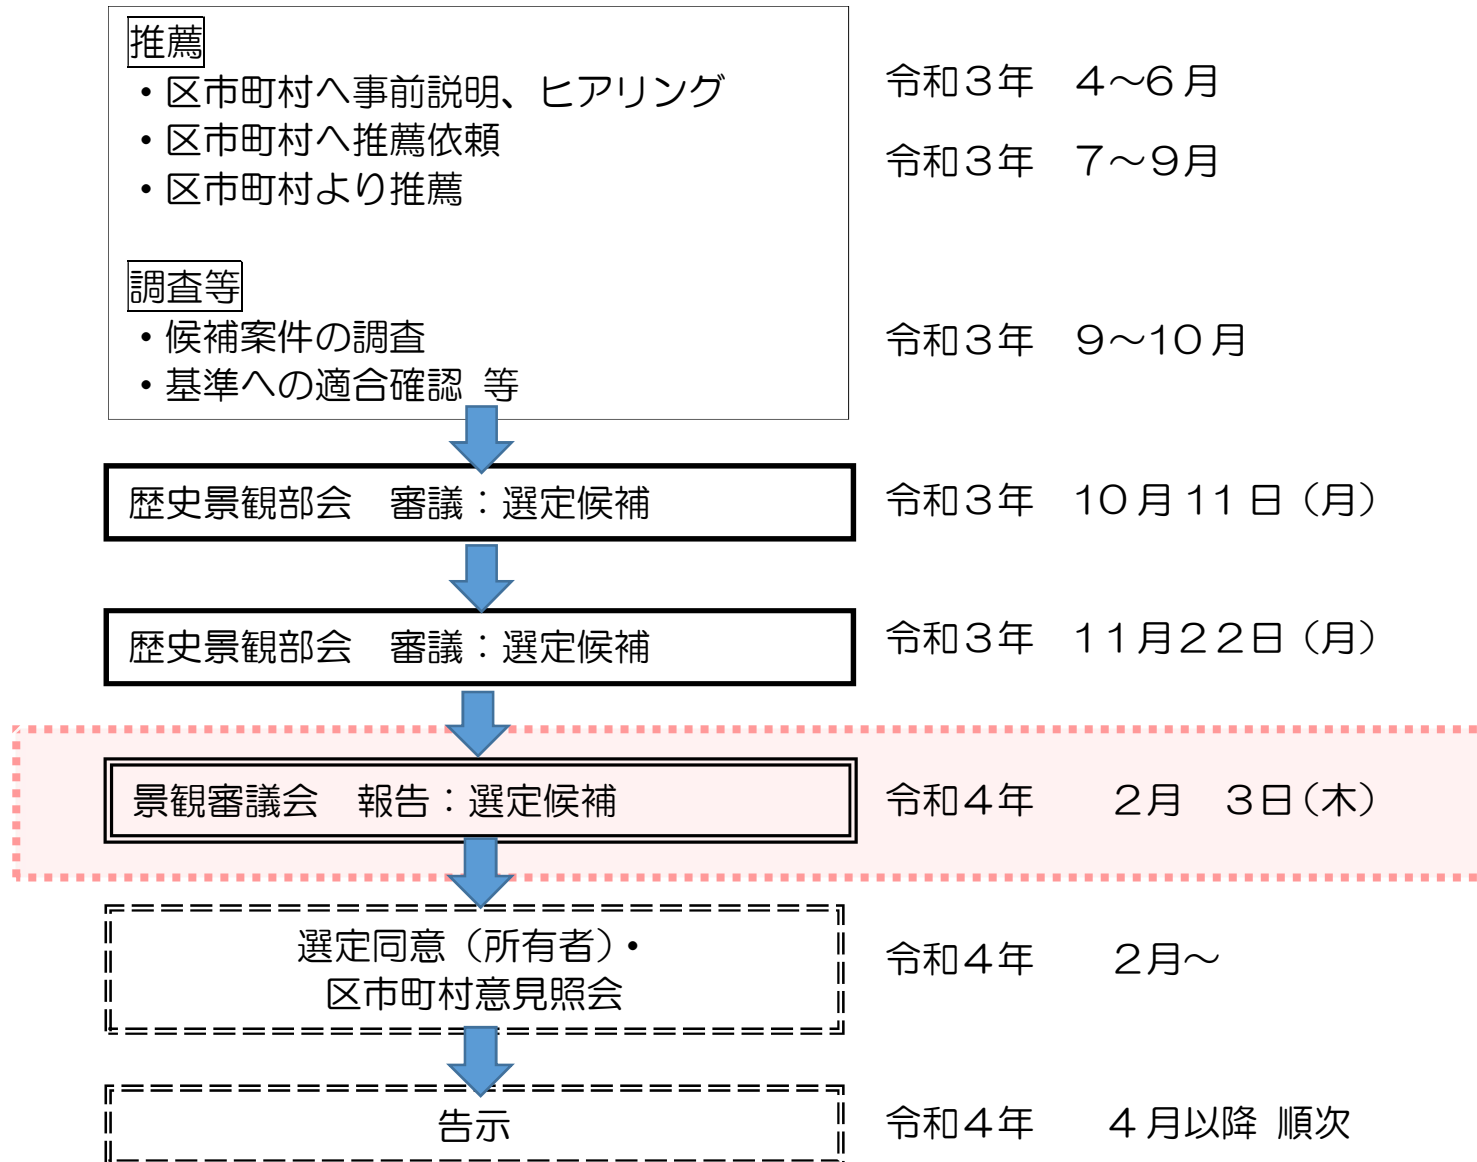 推薦
・区市町村へ事前説明、ヒアリング
令和３年　４～６月
・区市町村へ推薦依頼
令和３年　７～９月
・区市町村より推薦
調査等
・候補案件の調査
令和３年　９～10月
・基準への適合確認 等
歴史景観部会　審議：選定候補
令和３年　10月11日（月）
歴史景観部会　審議：選定候補
令和３年　１１月２２日（月）
景観審議会　報告：選定候補
令和４年　　２月　３日（木）
選定同意（所有者）・
区市町村意見照会
令和４年　　２月～
告示
令和４年　　４月以降 順次